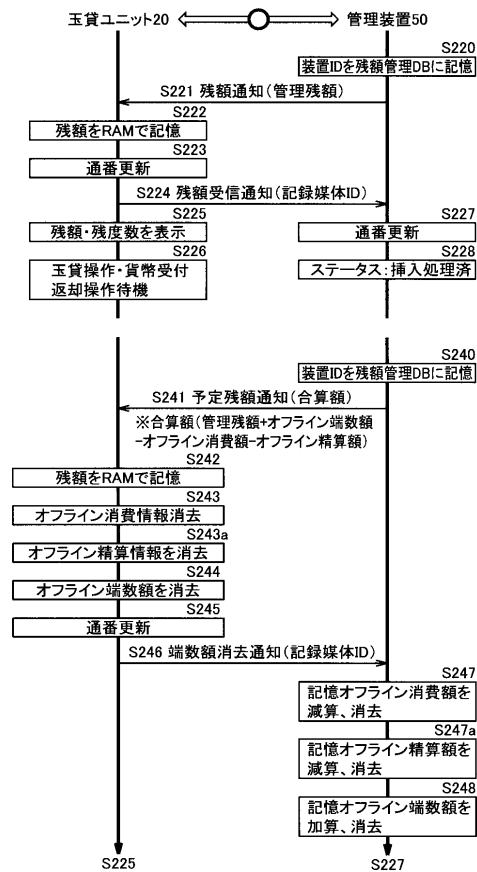 玉貸ユニット20
管理装置50
S220
装置IDを残額管理DBに記憶
S221 残額通知(管理残額)
S222
残額をRAMで記憶
S223
通番更新
S224 残額受信通知(記録媒体ID)
S225
残額・残度数を表示
S227
通番更新
S226
玉貸操作・貨幣受付
返却操作待機
S228
ステータス:挿入処理済
S240
装置IDを残額管理DBに記憶
S241 予定残額通知(合算額)
※合算額(管理残額+オフライン端数額
-オフライン消費額-オフライン精算額)
S242
残額をRAMで記憶
S243
オフライン消費情報消去
S243a
オフライン精算情報を消去
S244
オフライン端数額を消去
S245
通番更新
S246 端数額消去通知(記録媒体ID)
S247
記憶オフライン消費額を
減算、消去
S247a
記憶オフライン精算額を
減算、消去
S248
記憶オフライン端数額を
加算、消去
S225
S227